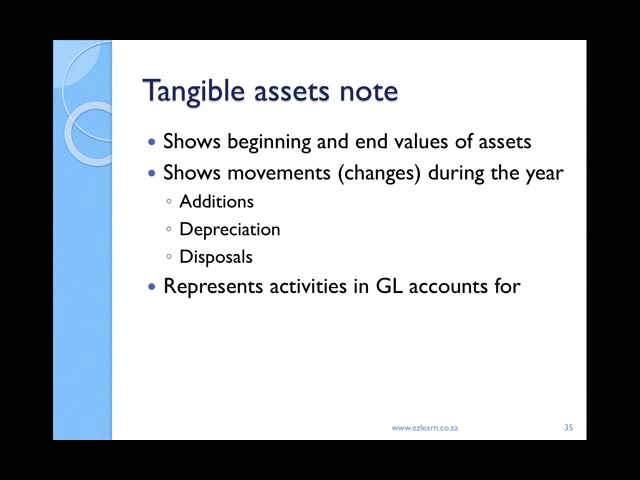 Tangible assets note
• Shows beginning and end values of assets
• Shows movements (changes) during the year
◦ Additions
◦ Depreciation
◦ Disposals
• Represents activities in GL accounts for
www.ezlearn.co.za
35